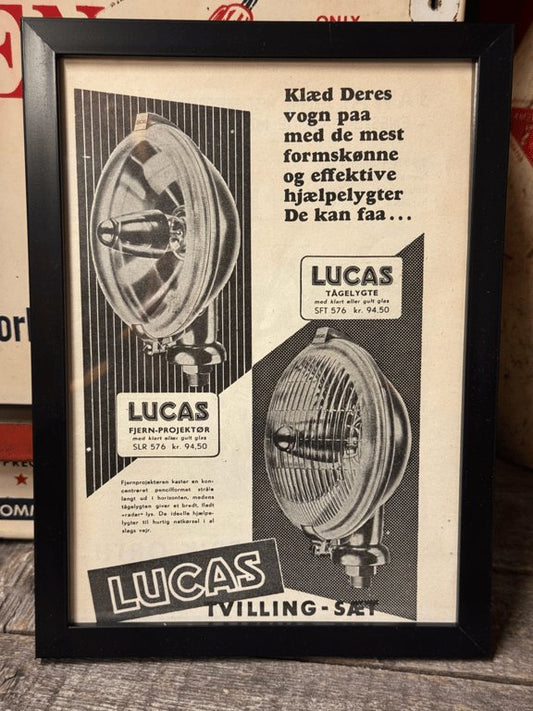 ONLY
Klæd Deres
vogn paa
med de mest
formskønne
og effektive
hjælpelygter
De kan faa...
LUCAS
TÅGELYGTE
med klart eller gult glas
SFT 576 kr. 94.50
LUCAS
FJERN-PROJEKTØR
med klart eller gult glas
SLR 576 kr. 94,50
Fjernprojektøren kaster en kon-
centreret pencilformet stråle
langt ud i horizonten, medens
tågelygten giver et bredt, fladt
»radar« lys. De ideelle hjælpe-
lygter til hurtig natkørsel i al
slags vejr.
LUCAS
TVILLING-SÆT